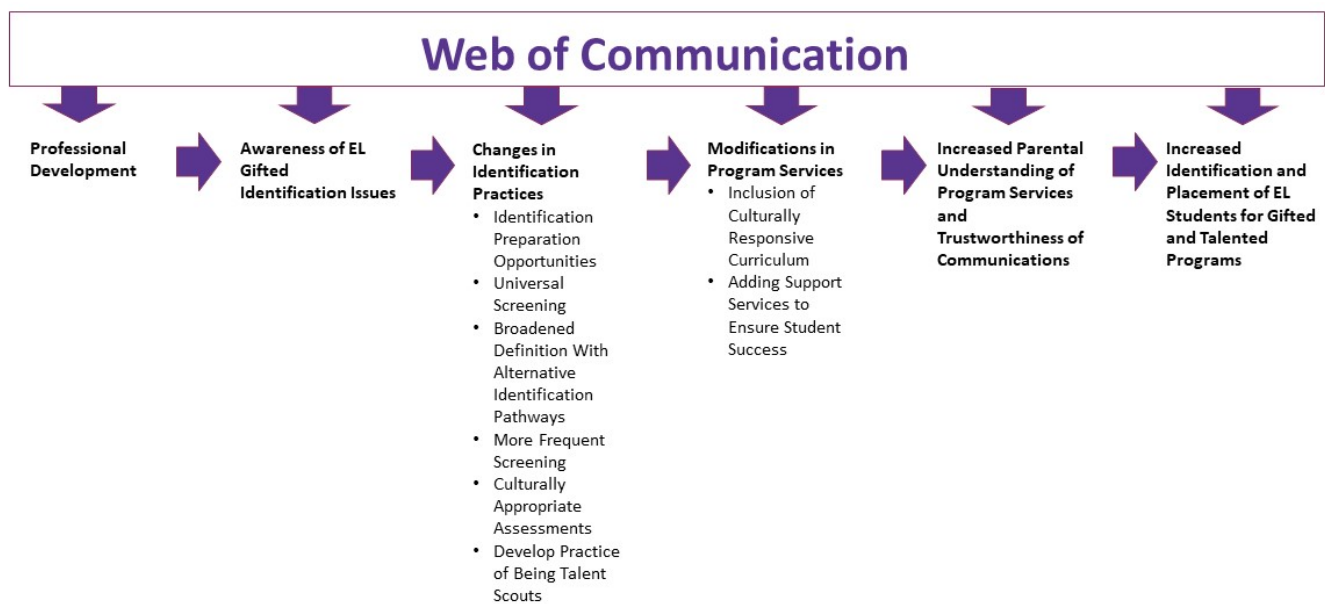 Web of Communication
Professional
Development
Awareness of EL
Gifted
Identification Issues
Changes in
Identification
Practices
• Identification
Preparation
Opportunities
• Universal
Screening
• Broadened
Definition With
Alternative
Identification
Pathways
• More Frequent
Screening
• Culturally
Appropriate
Assessments
• Develop Practice
of Being Talent
Scouts
Modifications in
Program Services
• Inclusion of
Culturally
Responsive
Curriculum
• Adding Support
Services to
Ensure Student
Success
Increased Parental
Understanding of
Program Services
and
Trustworthiness of
Communications
Increased
Identification and
Placement of EL
Students for Gifted
and Talented
Programs